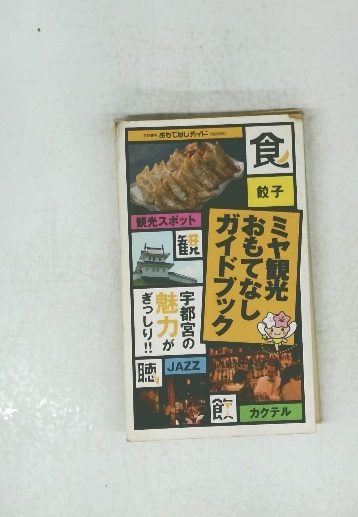 おもてなしガイド
食
餃子
観光スポット
観
ミヤ観光
おもてなし
ガイドブック
宇都宮の
魅力が
ぎっしり!!
聴
JAZZ
飲
カクテル